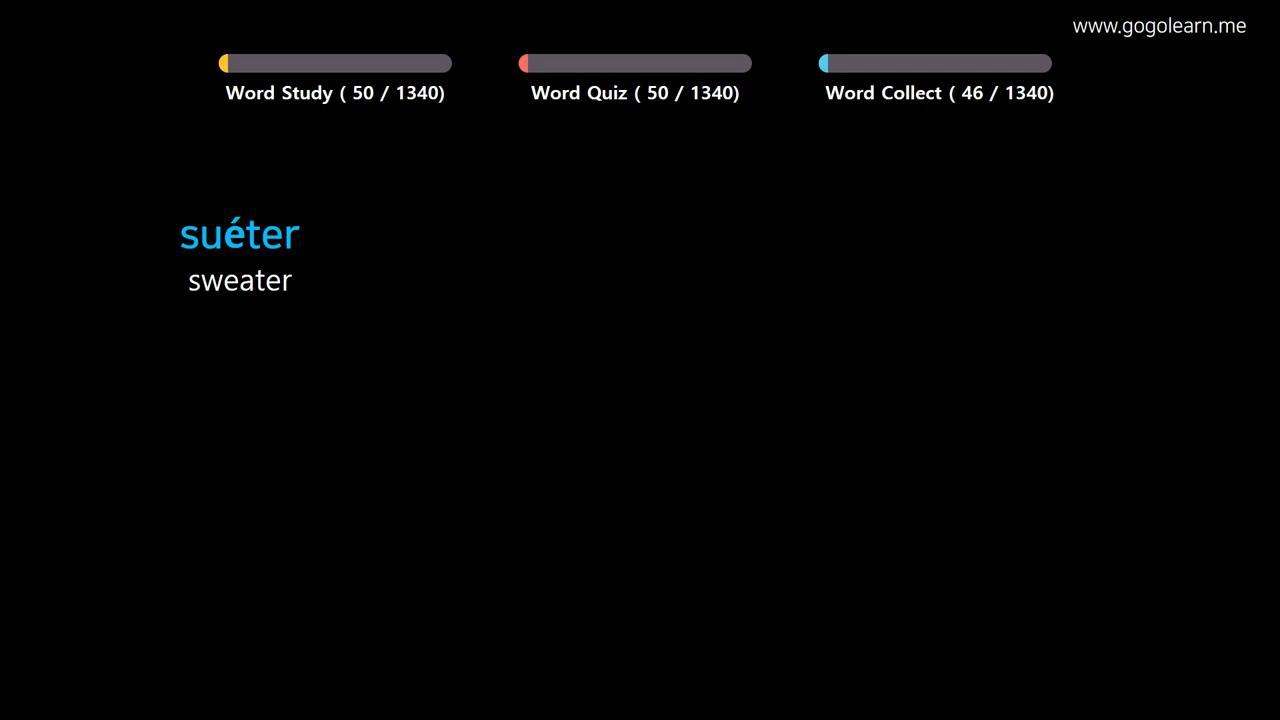 www.gogolearn.me
Word Study ( 50 / 1340)
Word Quiz ( 50 / 1340)
Word Collect ( 46 / 1340)
suéter
sweater